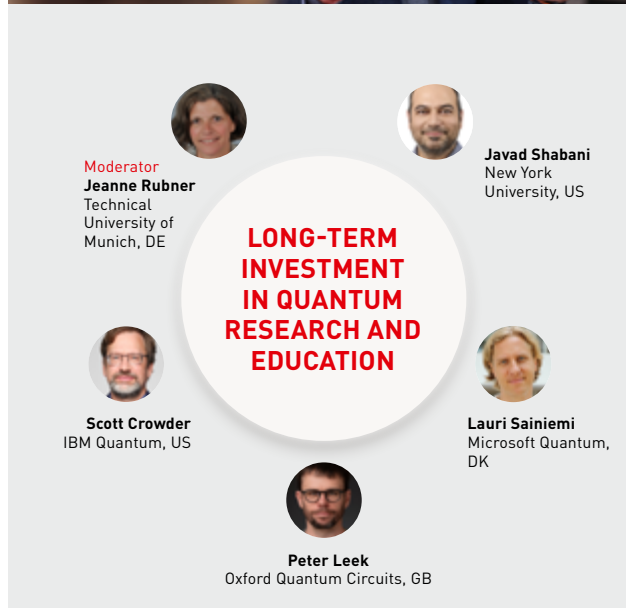 Moderator
Jeanne Rubner
Technical
University of
Munich, DE
Javad Shabani
New York
University, US
LONG-TERM
INVESTMENT
IN QUANTUM
RESEARCH AND
EDUCATION
Scott Crowder
IBM Quantum, US
Lauri Sainiemi
Microsoft Quantum,
DK
Peter Leek
Oxford Quantum Circuits, GB